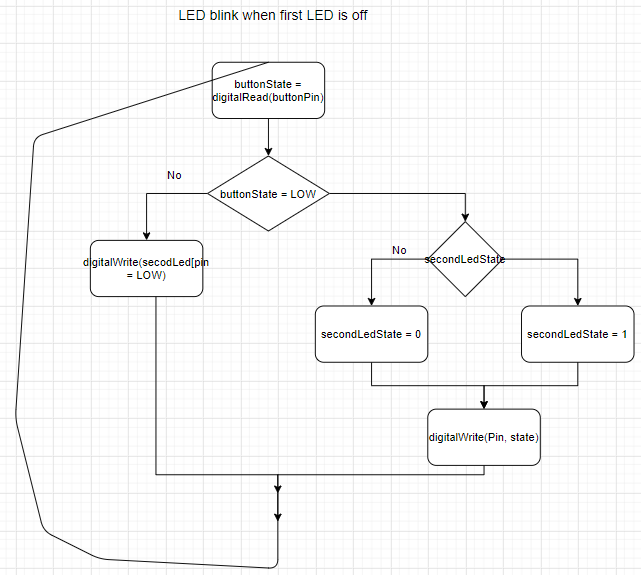 LED blink when first LED is off
buttonState =
digitalRead(buttonPin)
No
buttonState = LOW
digitalWrite(secodLed[pin
= LOW)
No
secondLedState
secondLedState = 0
secondLedState = 1
digitalWrite(Pin, state)